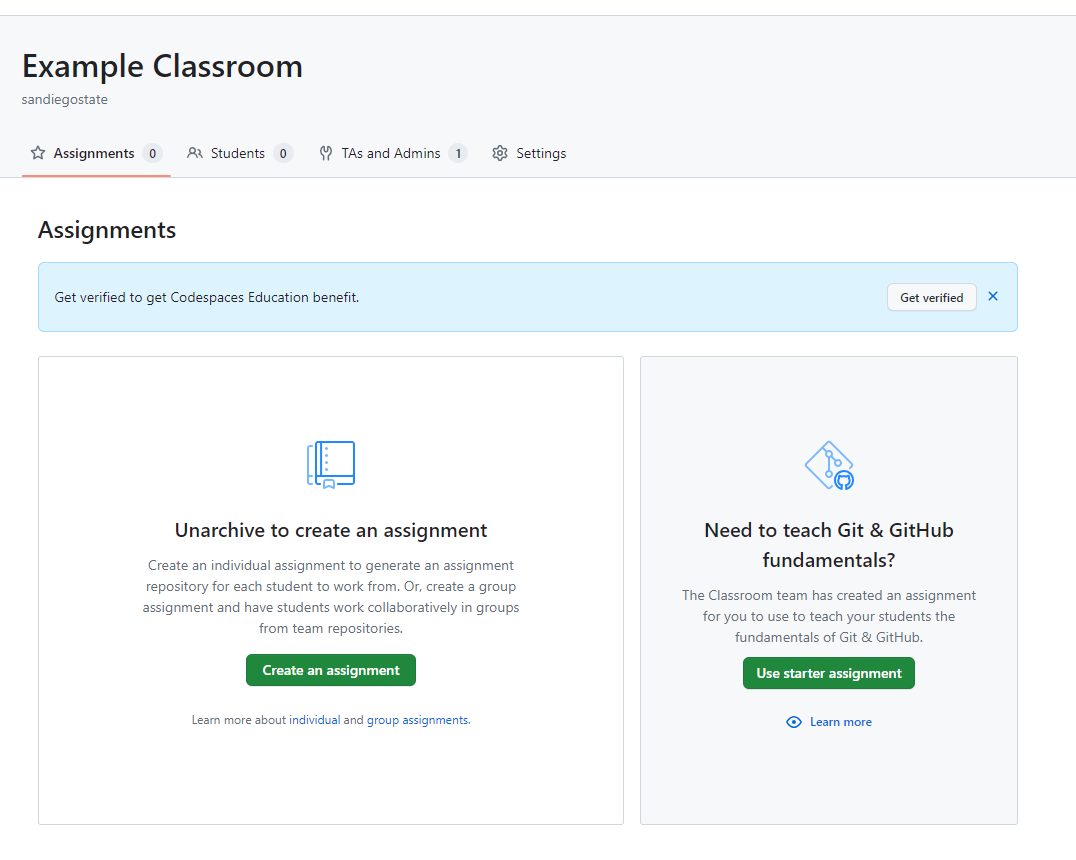 Example Classroom
sandiegostate
Assignments 0 Students 0 TAs and Admins 1 Settings
Assignments
Get verified to get Codespaces Education benefit. Get verified
Unarchive to create an assignment
Create an individual assignment to generate an assignment
repository for each student to work from. Or, create a group
assignment and have students work collaboratively in groups
from team repositories.
Create an assignment
Learn more about individual and group assignments.
Need to teach Git & GitHub
fundamentals?
The Classroom team has created an assignment
for you to use to teach your students the
fundamentals of Git & GitHub.
Use starter assignment
Learn more